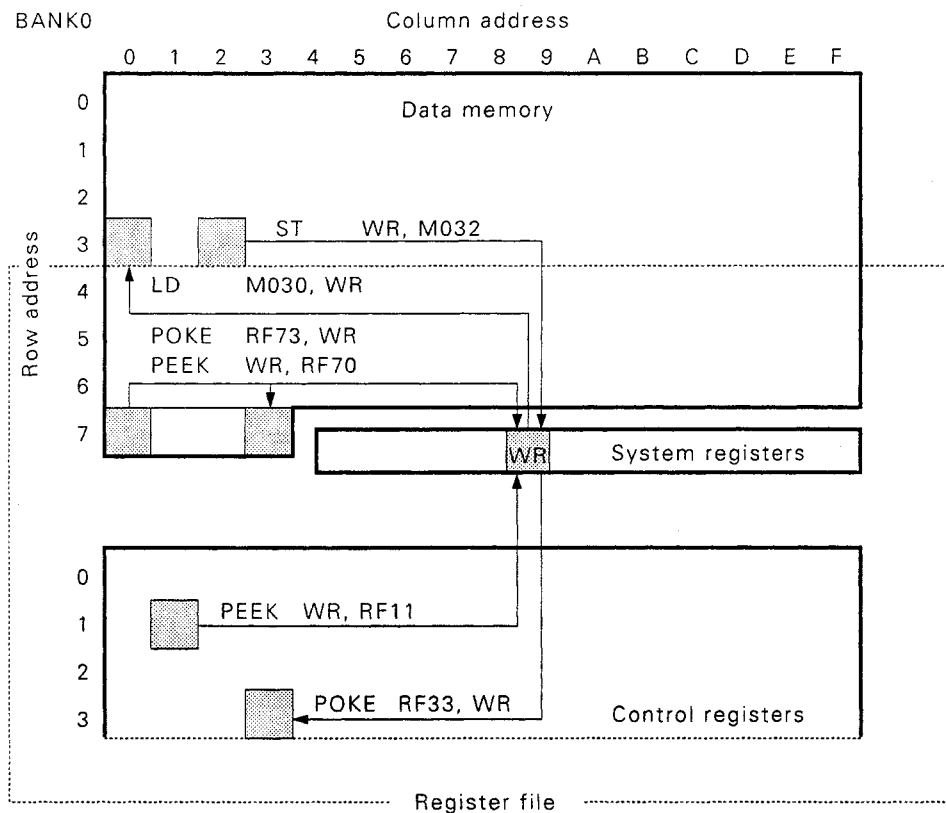 BANK0 Column address
0 1 2 3 4 5 6 7 8 9 A B C D E F
Row address
0 Data memory
1
2
3 ST WR, M032
4 LD M030, WR
5 POKE RF73, WR
PEEK WR, RF70
6
7 WR System registers
0
1 PEEK WR, RF11
2
3 POKE RF33, WR Control registers
Register file